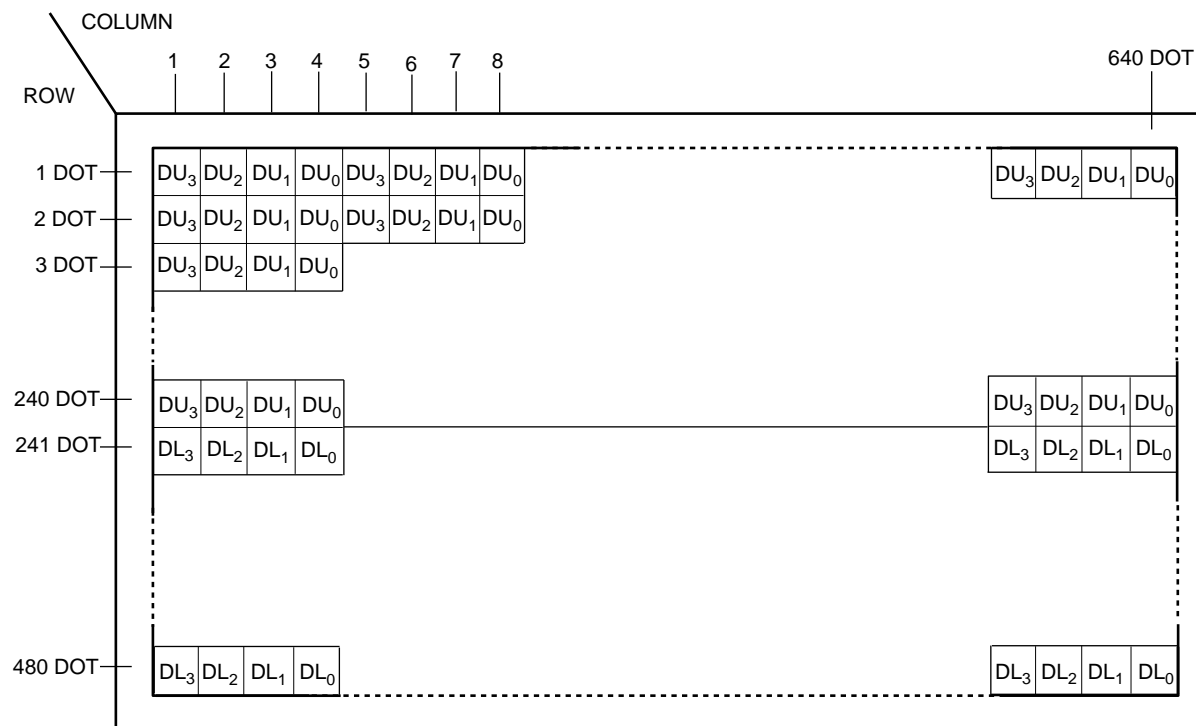 COLUMN
1 2 3 4 5 6 7 8 640 DOT
ROW
1 DOT DU₃ DU₂ DU₁ DU₀ DU₃ DU₂ DU₁ DU₀ DU₃ DU₂ DU₁ DU₀
2 DOT DU₃ DU₂ DU₁ DU₀ DU₃ DU₂ DU₁ DU₀
3 DOT DU₃ DU₂ DU₁ DU₀
240 DOT DU₃ DU₂ DU₁ DU₀ DU₃ DU₂ DU₁ DU₀
241 DOT DL₃ DL₂ DL₁ DL₀ DL₃ DL₂ DL₁ DL₀
480 DOT DL₃ DL₂ DL₁ DL₀ DL₃ DL₂ DL₁ DL₀